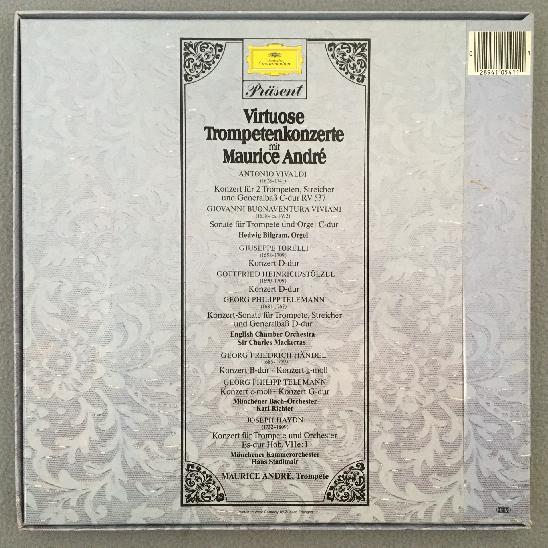 Deutsche Grammophon
Präsent
Virtuose
Trompetenkonzerte
mit
Maurice André
ANTONIO VIVALDI
Konzert für 2 Trompeten, Streicher
und Generalbaß C-dur RV 537
GIOVANNI BUONAVENTURA VIVIANI
Sonate für Trompete und Orgel C-dur
Hedwig Bilgram, Orgel
GIUSEPPE TORELLI
Konzert D-dur
GOTTFRIED HEINRICH STÖLZEL
Konzert D-dur
GEORG PHILIPP TELEMANN
Konzert-Sonate für Trompete, Streicher
und Generalbaß D-dur
English Chamber Orchestra
Sir Charles Mackerras
GEORG FRIEDRICH HÄNDEL
Konzert B-dur - Konzert g-moll
GEORG PHILIPP TELEMANN
Konzert c-moll - Konzert G-dur
Münchener Bach-Orchester
Karl Richter
JOSEPH HAYDN
(1732-1809)
Konzert für Trompete und Orchester
Es-dur Hob. VIIe: 1
Münchener Kammerorchester
Hans Stadlmair
MAURICE ANDRÉ, Trompete